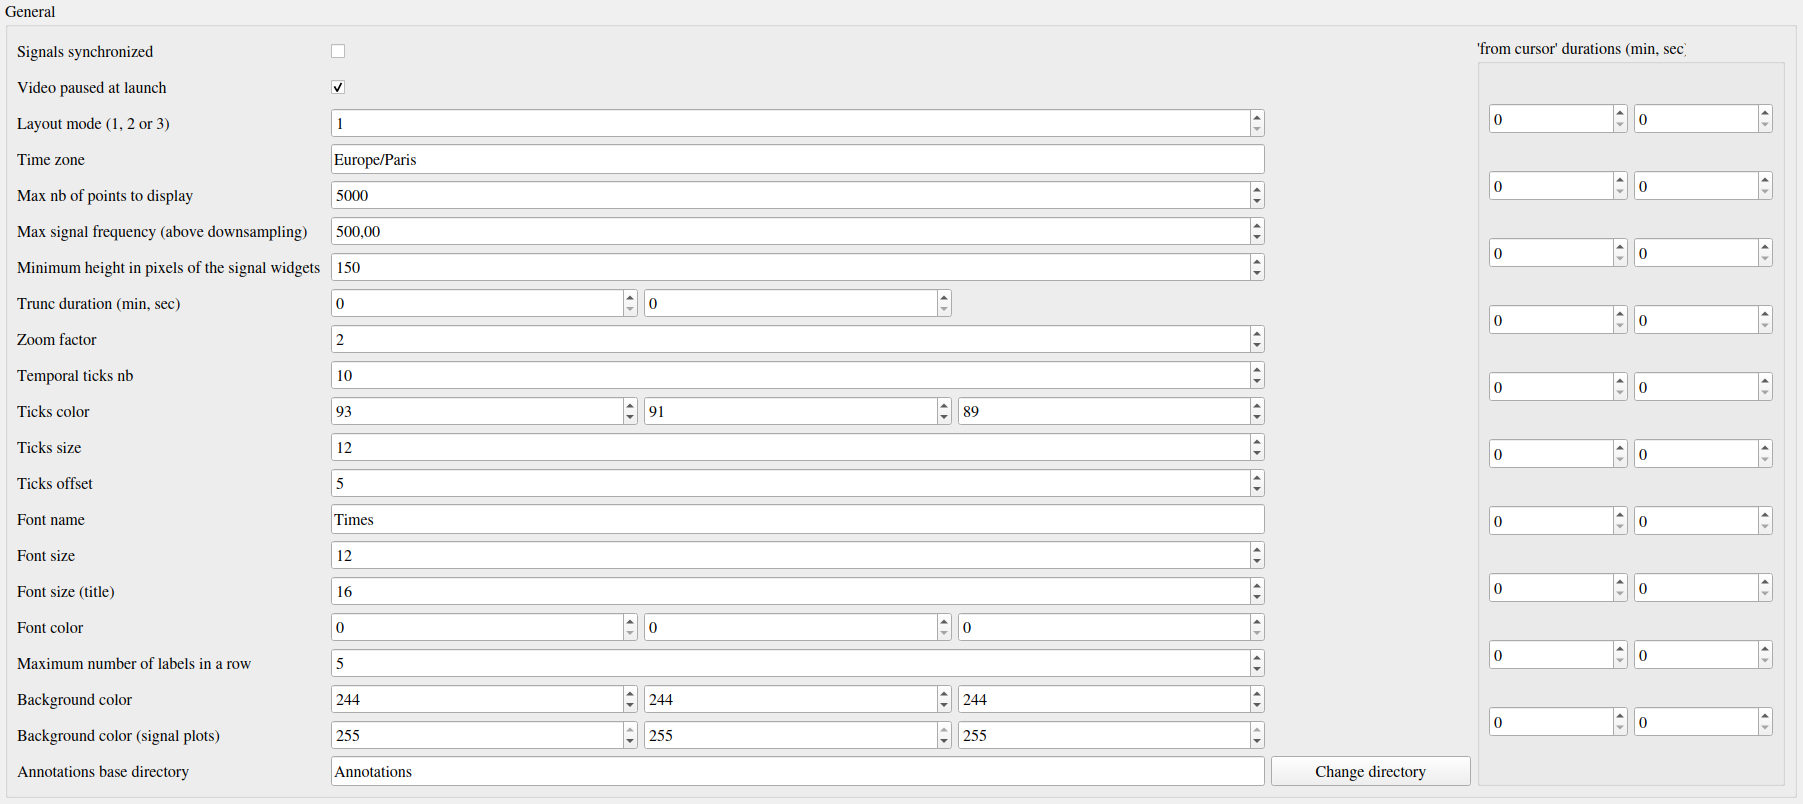 General
Signals synchronized
Video paused at launch
Layout mode (1, 2 or 3) 1
Time zone Europe/Paris
Max nb of points to display 5000
Max signal frequency (above downsampling) 500,00
Minimum height in pixels of the signal widgets 150
Trunc duration (min, sec) 0 0
Zoom factor 2
Temporal ticks nb 10
Ticks color 93 91 89
Ticks size 12
Ticks offset 5
Font name Times
Font size 12
Font size (title) 16
Font color 0 0 0
Maximum number of labels in a row 5
Background color 244 244 244
Background color (signal plots) 255 255 255
Annotations base directory Annotations Change directory
'from cursor' durations (min, sec)
0 0
0 0
0 0
0 0
0 0
0 0
0 0
0 0
0 0
0 0